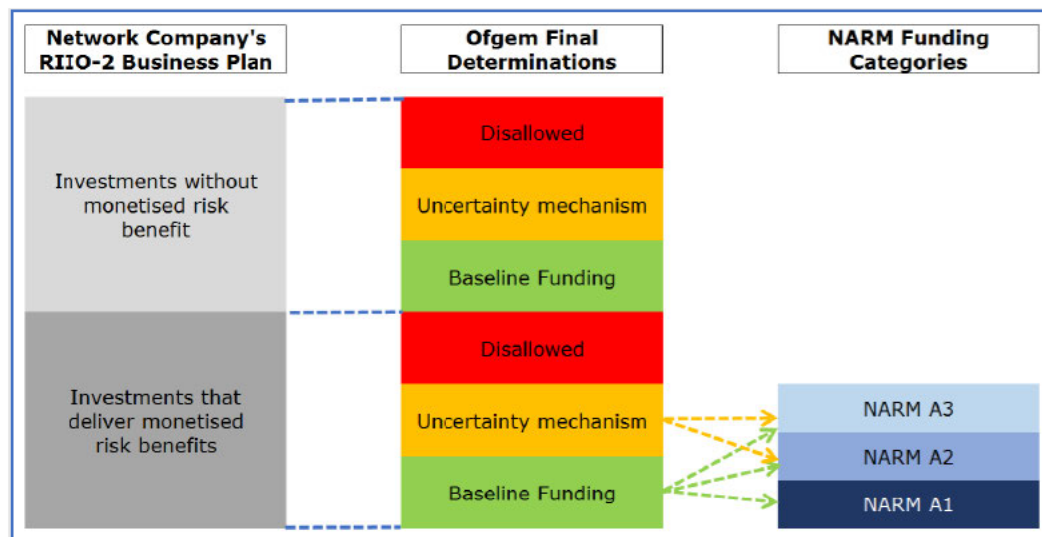 Network Company's
RIIO-2 Business Plan
Ofgem Final
Determinations
NARM Funding
Categories
Investments without
monetised risk
benefit
Disallowed
Uncertainty mechanism
Baseline Funding
Investments that
deliver monetised
risk benefits
Disallowed
Uncertainty mechanism
Baseline Funding
NARM A3
NARM A2
NARM A1